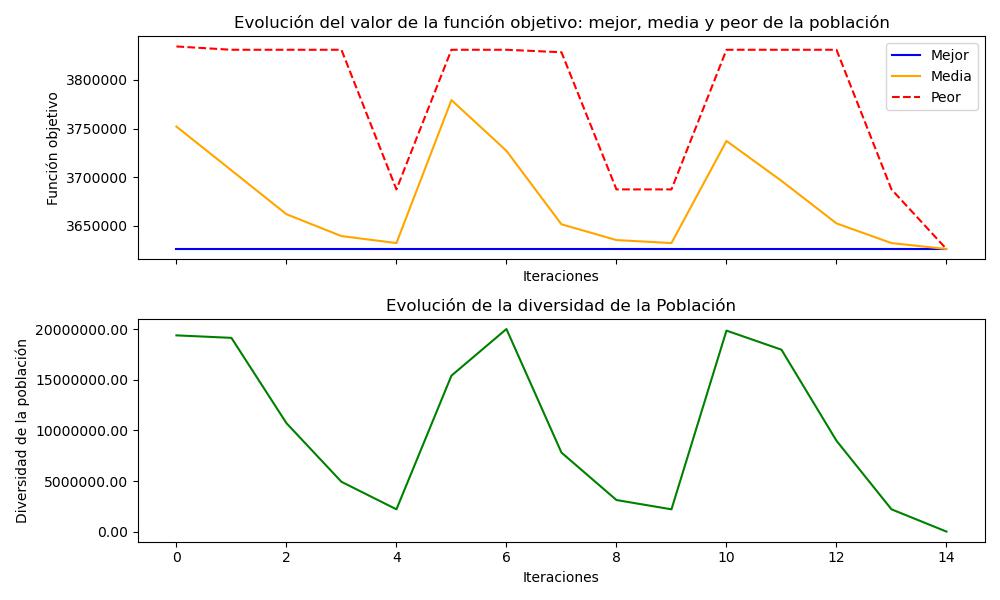 Evolución del valor de la función objetivo: mejor, media y peor de la población
Función objetivo
3800000
3750000
3700000
3650000
Mejor
Media
Peor
Iteraciones
Evolución de la diversidad de la Población
Diversidad de la población
20000000.00
15000000.00
10000000.00
5000000.00
0.00
0 2 4 6 8 10 12 14
Iteraciones